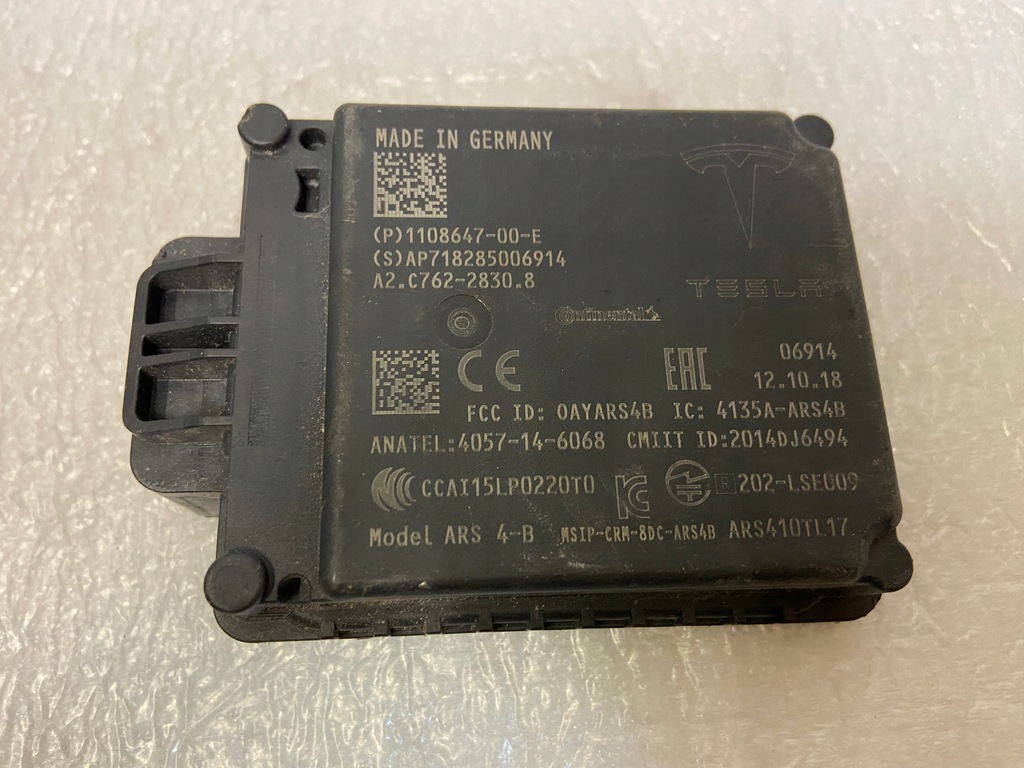 MADE IN GERMANY
(P)1108647-00-E
(S)AP718285006914
A2.C762-2830.8
TESLA
Continental
CE
EAC
06914
12.10.18
FCC ID: OAYARS4B IC: 4135A-ARS4B
ANATEL:4057-14-6068 CMIIT ID:2014DJ6494
CCAI15LP0220T0
R 202-LSE009
Model ARS 4-B MSIP-CRM-8DC-ARS4B ARS410TL17